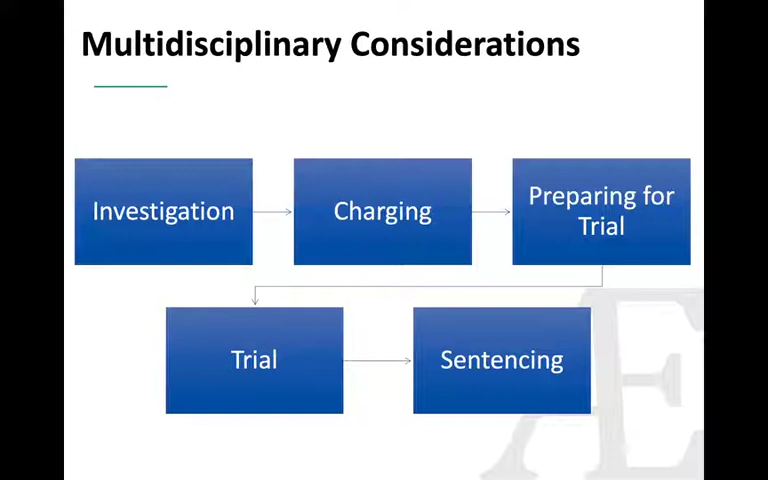 Multidisciplinary Considerations
Investigation
Charging
Preparing for
Trial
Trial
Sentencing
Æ